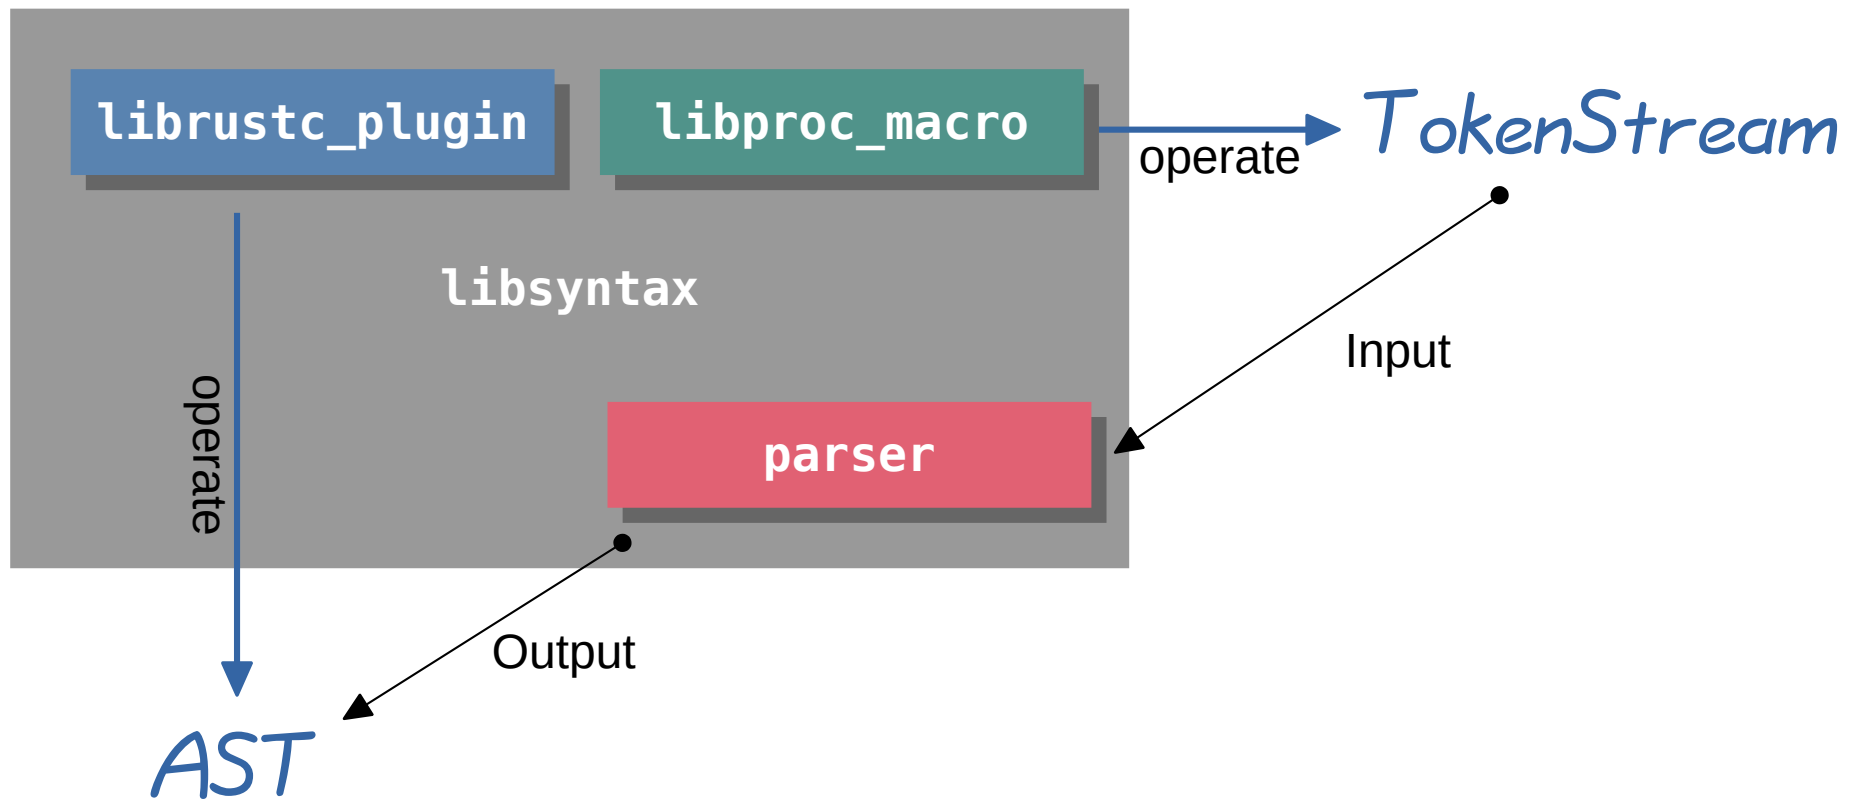 librustc_plugin
libproc_macro
TokenStream
operate
libsyntax
Input
operate
parser
Output
AST